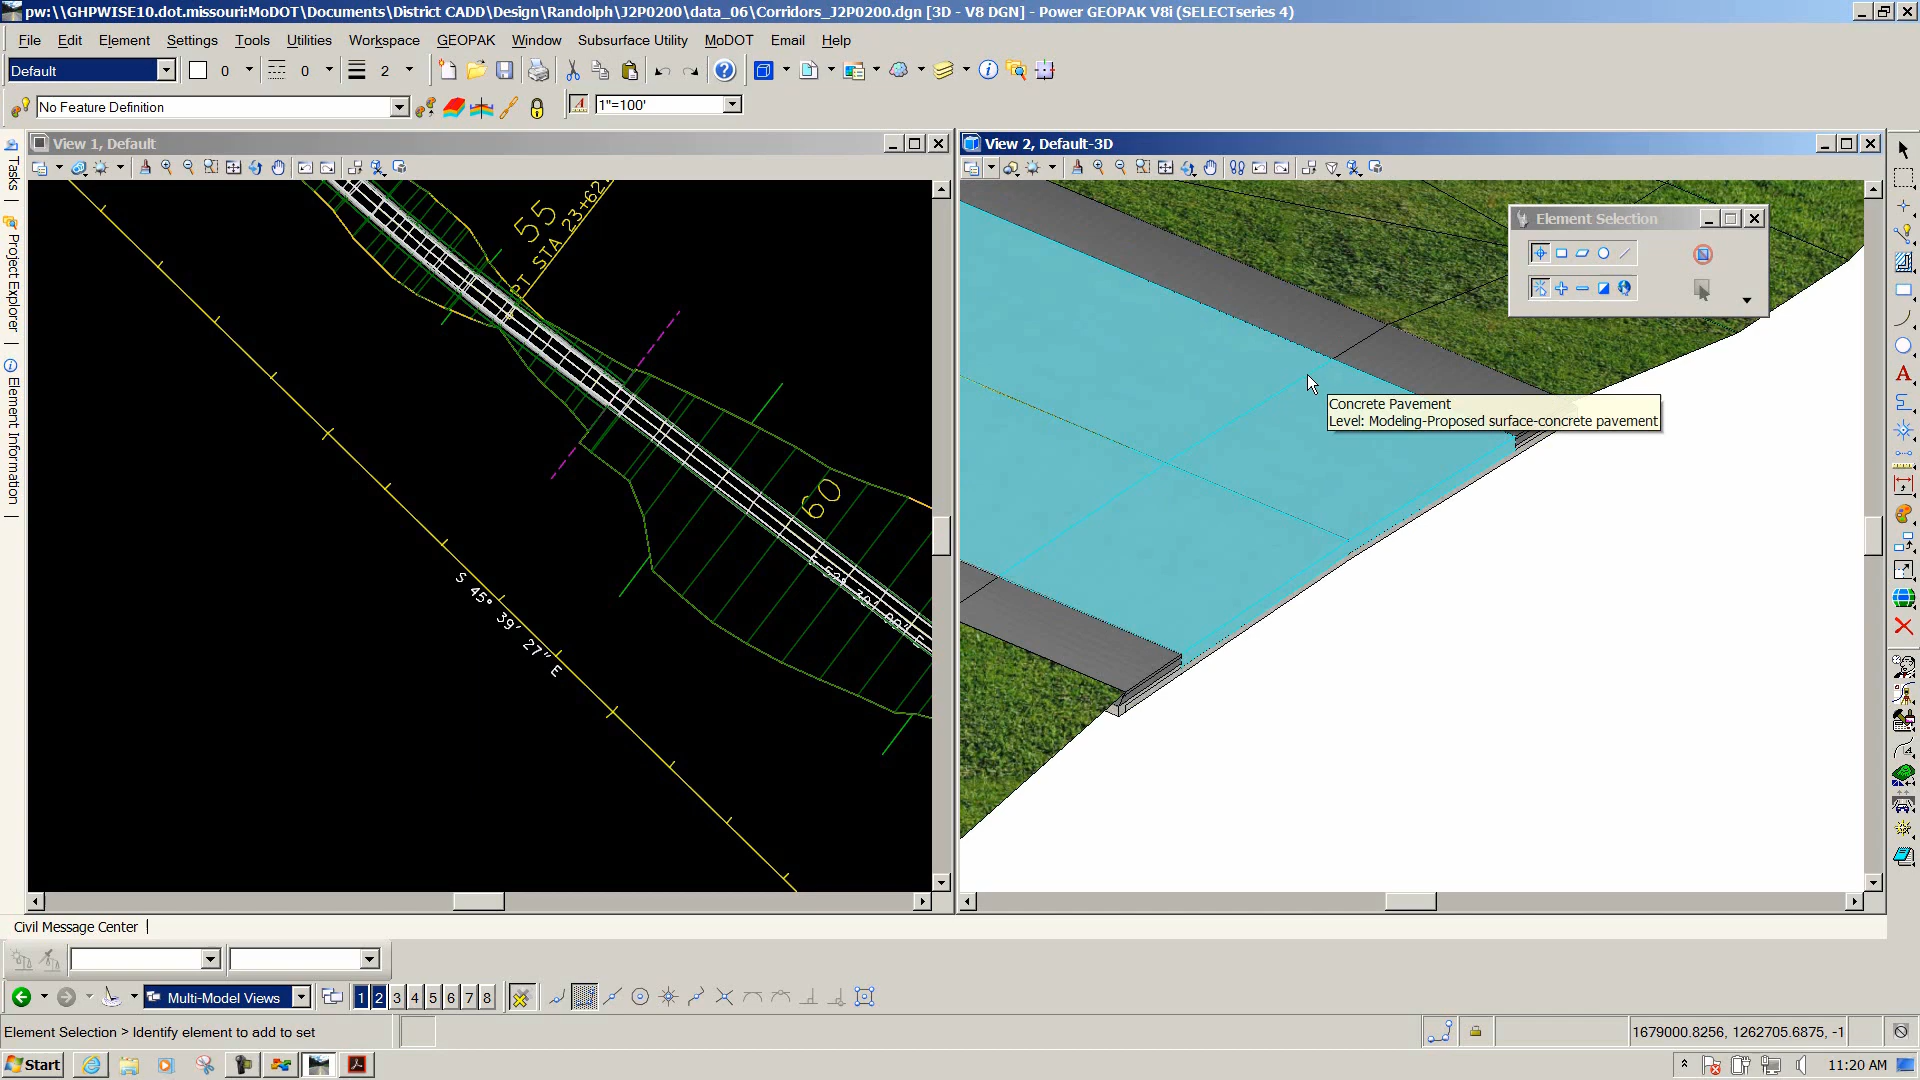 pw:\\GHPWISE10.dot.missouri:MoDOT\Documents\District CADD\Design\Randolph\J2P0200\data_06\Corridors_J2P0200.dgn [3D - V8 DGN] - Power GEOPAK V8i (SELECTseries 4)
File Edit Element Settings Tools Utilities Workspace GEOPAK Window Subsurface Utility MoDOT Email Help
Default 0 0 2
No Feature Definition 1"=100'
View 1, Default
View 2, Default-3D
Tasks
Project Explorer
Element Information
55
PT STA 23+62
60
S 45° 39' 27" E
Element Selection
Concrete Pavement
Level: Modeling-Proposed surface-concrete pavement
Civil Message Center
Multi-Model Views 1 2 3 4 5 6 7 8
Element Selection > Identify element to add to set
1679000.8256, 1262705.6875, -1
Start
11:20 AM